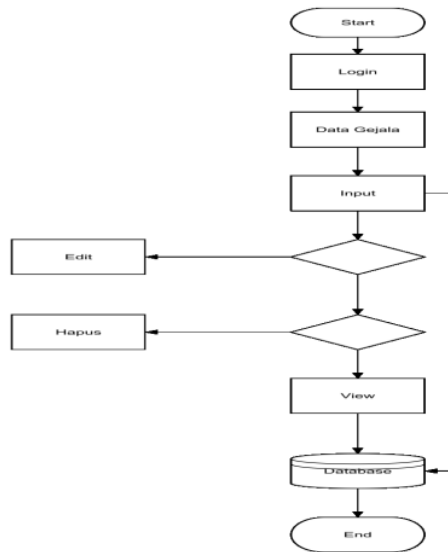 Start
Login
Data Gejala
Input
Edit
Hapus
View
Database
End